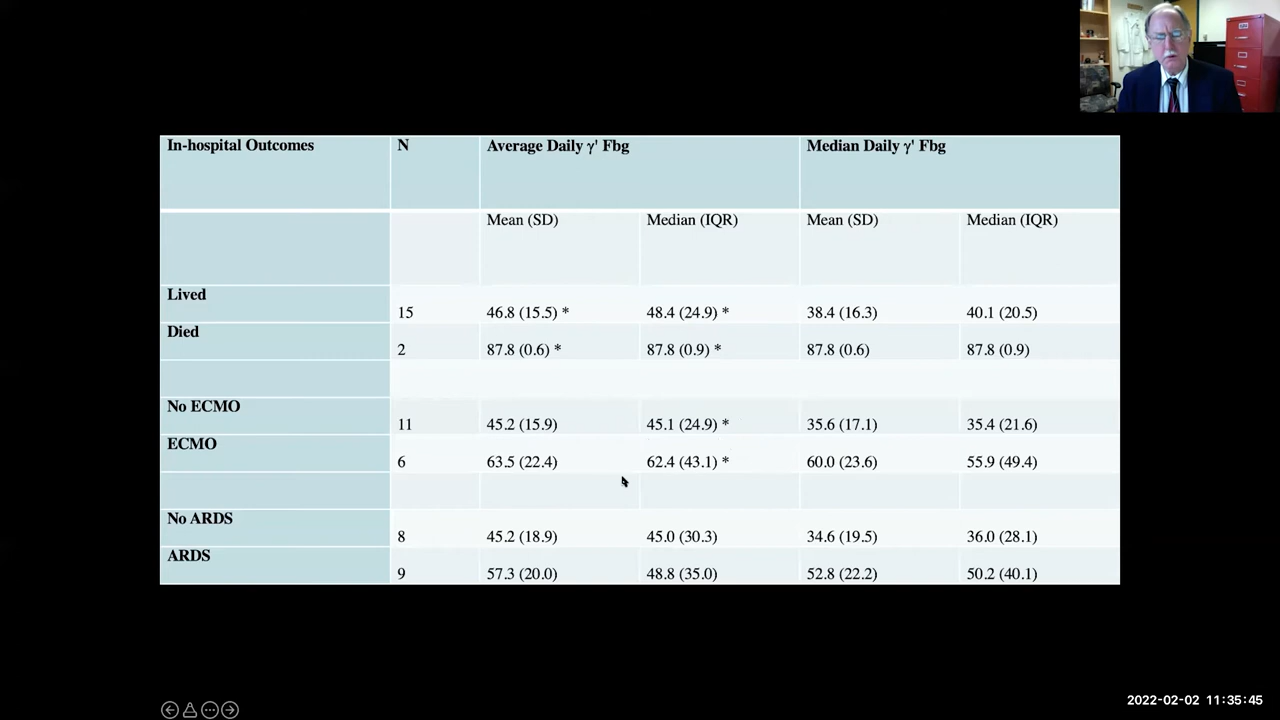 In-hospital Outcomes N Average Daily γ' Fbg Median Daily γ' Fbg
Mean (SD) Median (IQR) Mean (SD) Median (IQR)
Lived 15 46.8 (15.5) * 48.4 (24.9) * 38.4 (16.3) 40.1 (20.5)
Died 2 87.8 (0.6) * 87.8 (0.9) * 87.8 (0.6) 87.8 (0.9)
No ECMO 11 45.2 (15.9) 45.1 (24.9) * 35.6 (17.1) 35.4 (21.6)
ECMO 6 63.5 (22.4) 62.4 (43.1) * 60.0 (23.6) 55.9 (49.4)
No ARDS 8 45.2 (18.9) 45.0 (30.3) 34.6 (19.5) 36.0 (28.1)
ARDS 9 57.3 (20.0) 48.8 (35.0) 52.8 (22.2) 50.2 (40.1)
2022-02-02 11:35:45